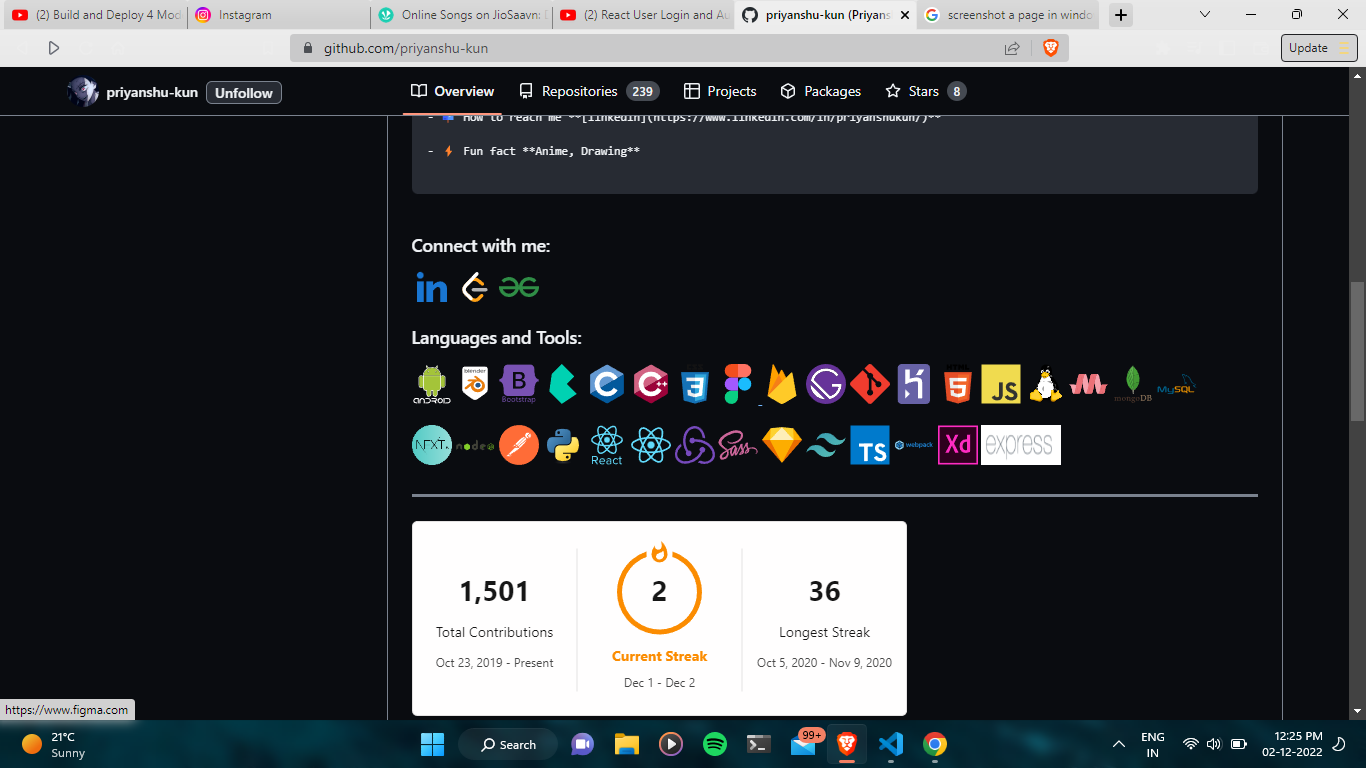 (2) Build and Deploy 4 Mod
Instagram
Online Songs on JioSaavn:
(2) React User Login and Au
priyanshu-kun (Priyans
screenshot a page in windo
github.com/priyanshu-kun
Update
priyanshu-kun
Unfollow
Overview
Repositories 239
Projects
Packages
Stars 8
- How to reach me **[linkedin](https://www.linkedin.com/in/priyanshukun/)**
- Fun fact **Anime, Drawing**
Connect with me:
in
Languages and Tools:
android
blender
B
Bootstrap
C
C++
3
G
h
5
JS
mongoDB
MySQL
NEXT.
node
React
Sass
TS
webpack
Xd
express
1,501
Total Contributions
Oct 23, 2019 - Present
2
Current Streak
Dec 1 - Dec 2
36
Longest Streak
Oct 5, 2020 - Nov 9, 2020
https://www.figma.com
21°C
Sunny
Search
99+
ENG
IN
12:25 PM
02-12-2022